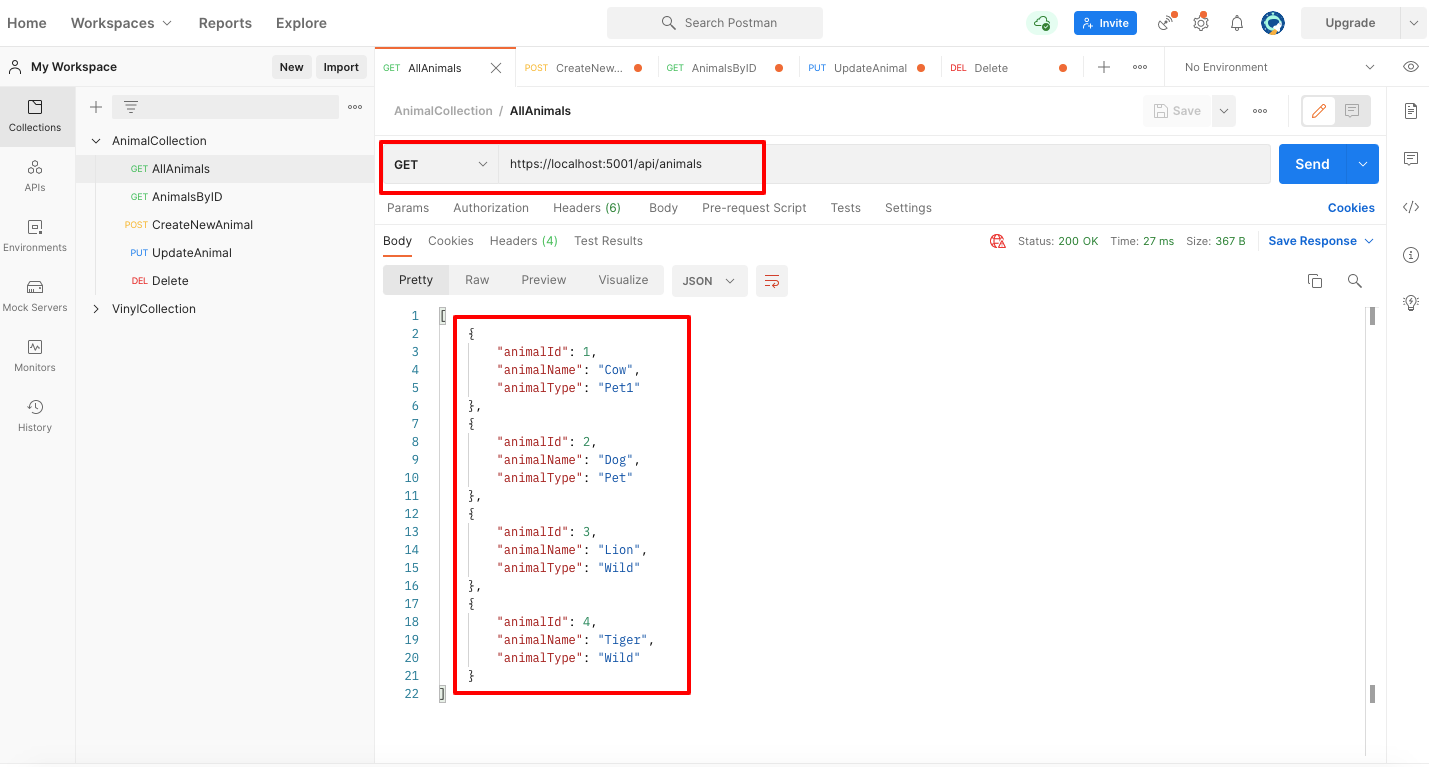 Home Workspaces Reports Explore Search Postman Invite Upgrade
My Workspace New Import
GET AllAnimals POST CreateNew... GET AnimalsByID PUT UpdateAnimal DEL Delete No Environment
Collections
APIs
Environments
Mock Servers
Monitors
History
AnimalCollection
GET AllAnimals
GET AnimalsByID
POST CreateNewAnimal
PUT UpdateAnimal
DEL Delete
VinylCollection
AnimalCollection / AllAnimals Save
GET https://localhost:5001/api/animals Send
Params Authorization Headers (6) Body Pre-request Script Tests Settings Cookies
Body Cookies Headers (4) Test Results Status: 200 OK Time: 27 ms Size: 367 B Save Response
Pretty Raw Preview Visualize JSON
1 [
2 {
3 "animalId": 1,
4 "animalName": "Cow",
5 "animalType": "Pet1"
6 },
7 {
8 "animalId": 2,
9 "animalName": "Dog",
10 "animalType": "Pet"
11 },
12 {
13 "animalId": 3,
14 "animalName": "Lion",
15 "animalType": "Wild"
16 },
17 {
18 "animalId": 4,
19 "animalName": "Tiger",
20 "animalType": "Wild"
21 }
22 ]